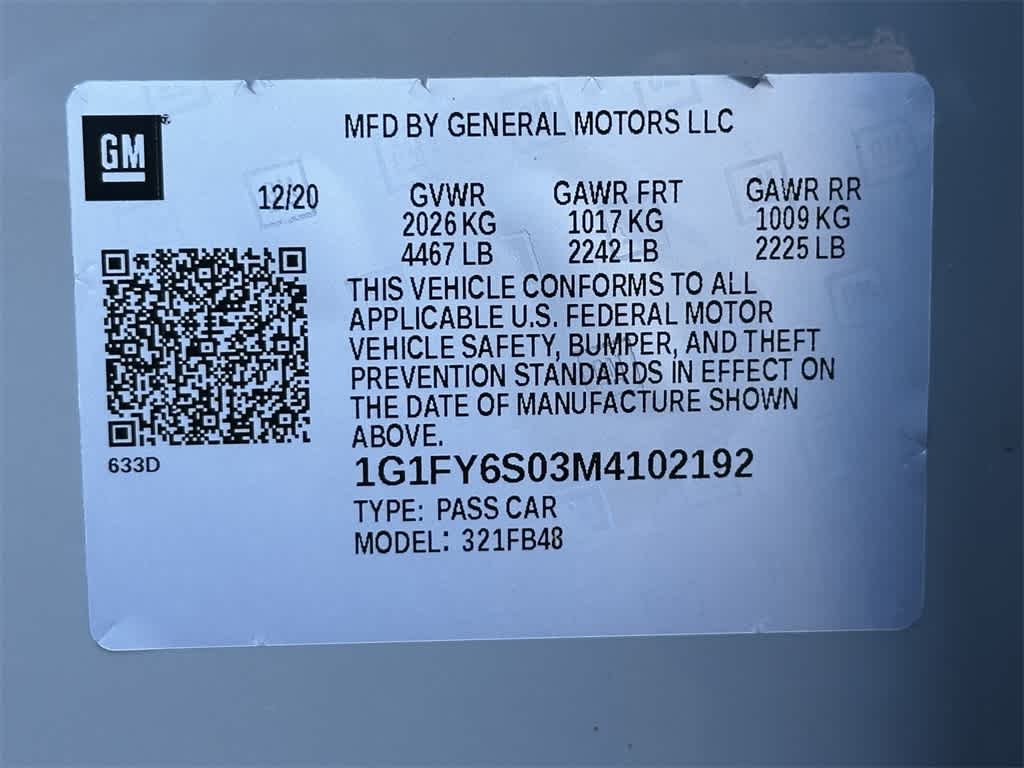 GM
MFD BY GENERAL MOTORS LLC
12/20 GVWR GAWR FRT GAWR RR
2026 KG 1017 KG 1009 KG
4467 LB 2242 LB 2225 LB
THIS VEHICLE CONFORMS TO ALL
APPLICABLE U.S. FEDERAL MOTOR
VEHICLE SAFETY, BUMPER, AND THEFT
PREVENTION STANDARDS IN EFFECT ON
THE DATE OF MANUFACTURE SHOWN
ABOVE.
633D
1G1FY6S03M4102192
TYPE: PASS CAR
MODEL: 321FB48